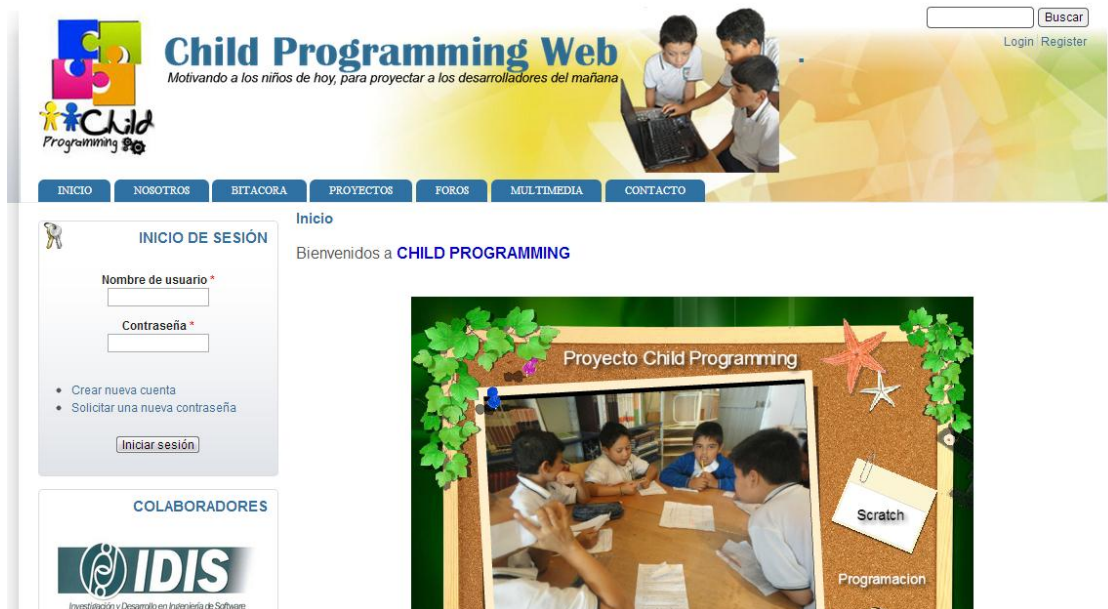 Buscar
Login Register
Child Programming Web
Motivando a los niños de hoy, para proyectar a los desarrolladores del mañana
Child
Programming
INICIO
NOSOTROS
BITACORA
PROYECTOS
FOROS
MULTIMEDIA
CONTACTO
INICIO DE SESIÓN
Nombre de usuario *
Contraseña *
Crear nueva cuenta
Solicitar una nueva contraseña
Iniciar sesión
COLABORADORES
IDIS
Investigación y Desarrollo en Ingeniería de Software
Inicio
Bienvenidos a CHILD PROGRAMMING
Proyecto Child Programming
Scratch
Programacion